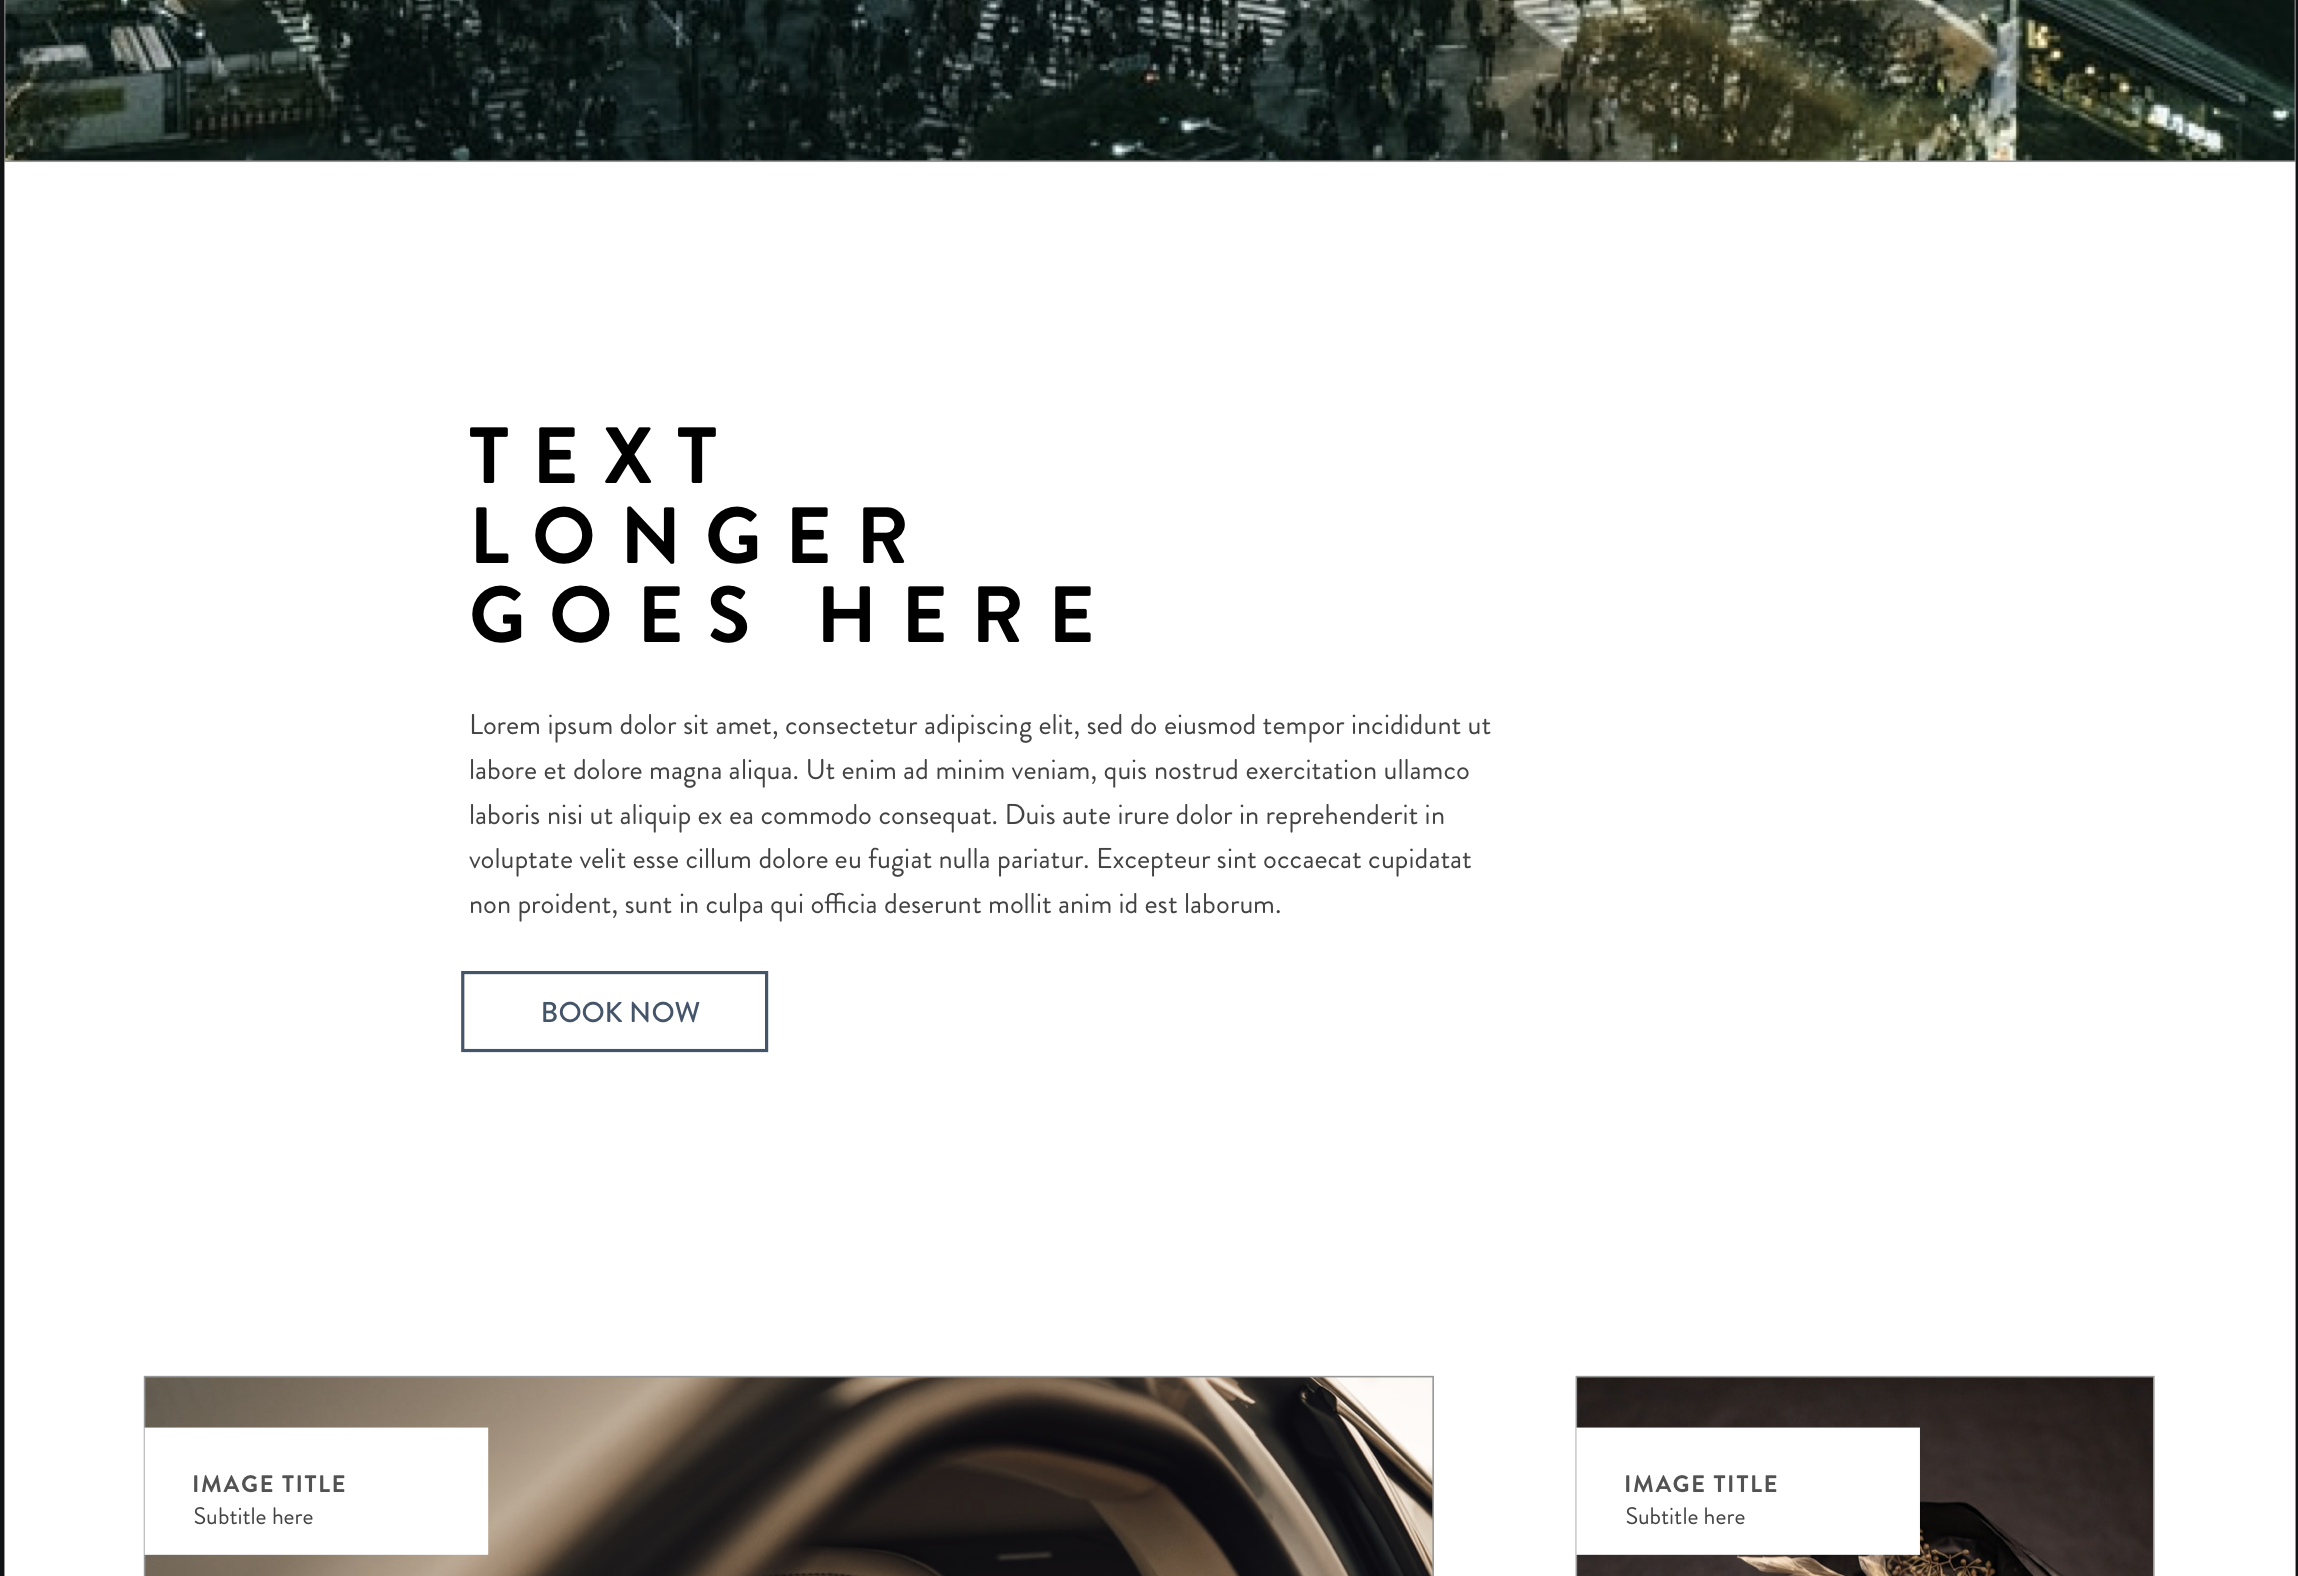 TEXT
LONGER
GOES HERE
Lorem ipsum dolor sit amet, consectetur adipiscing elit, sed do eiusmod tempor incididunt ut
labore et dolore magna aliqua. Ut enim ad minim veniam, quis nostrud exercitation ullamco
laboris nisi ut aliquip ex ea commodo consequat. Duis aute irure dolor in reprehenderit in
voluptate velit esse cillum dolore eu fugiat nulla pariatur. Excepteur sint occaecat cupidatat
non proident, sunt in culpa qui officia deserunt mollit anim id est laborum.
BOOK NOW
IMAGE TITLE
Subtitle here
IMAGE TITLE
Subtitle here